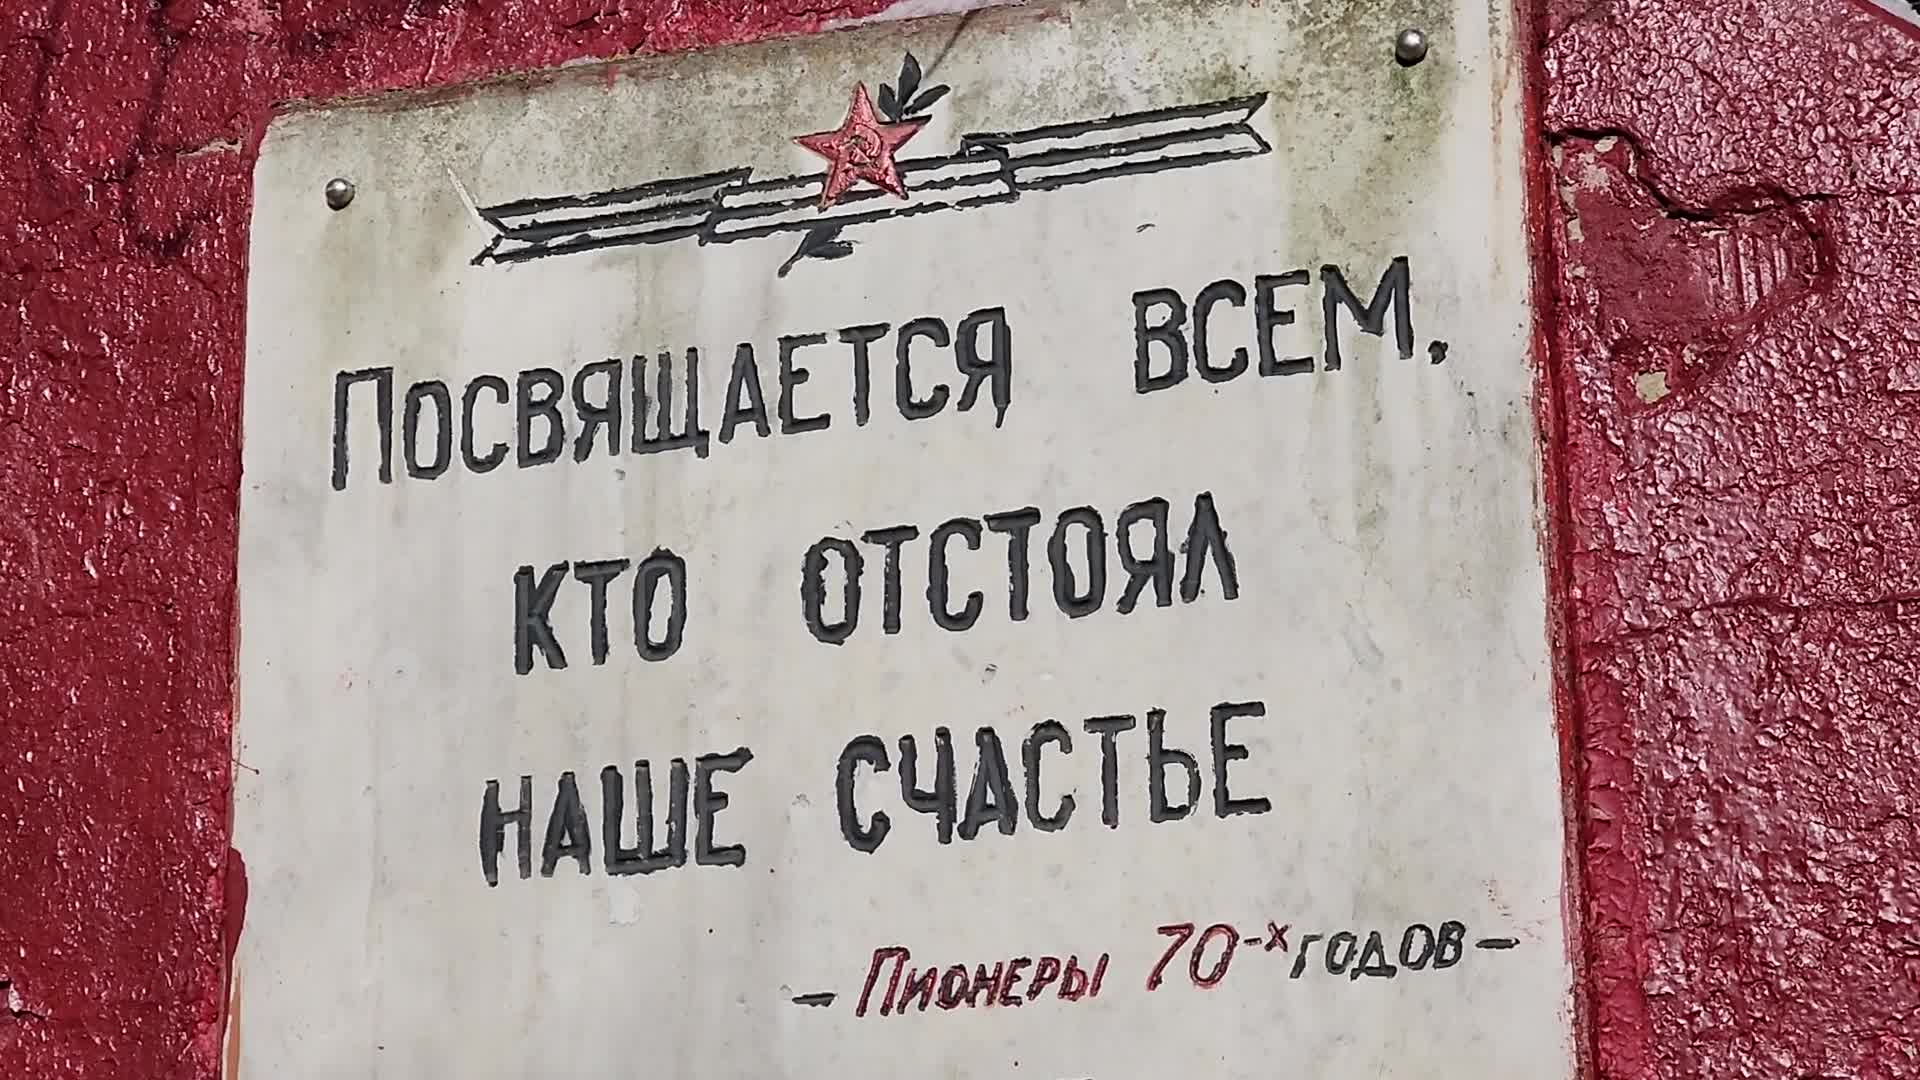 ПОСВЯЩАЕТСЯ ВСЕМ,
КТО ОТСТОЯЛ
НАШЕ СЧАСТЬЕ
- ПИОНЕРЫ 70-х ГОДОВ -